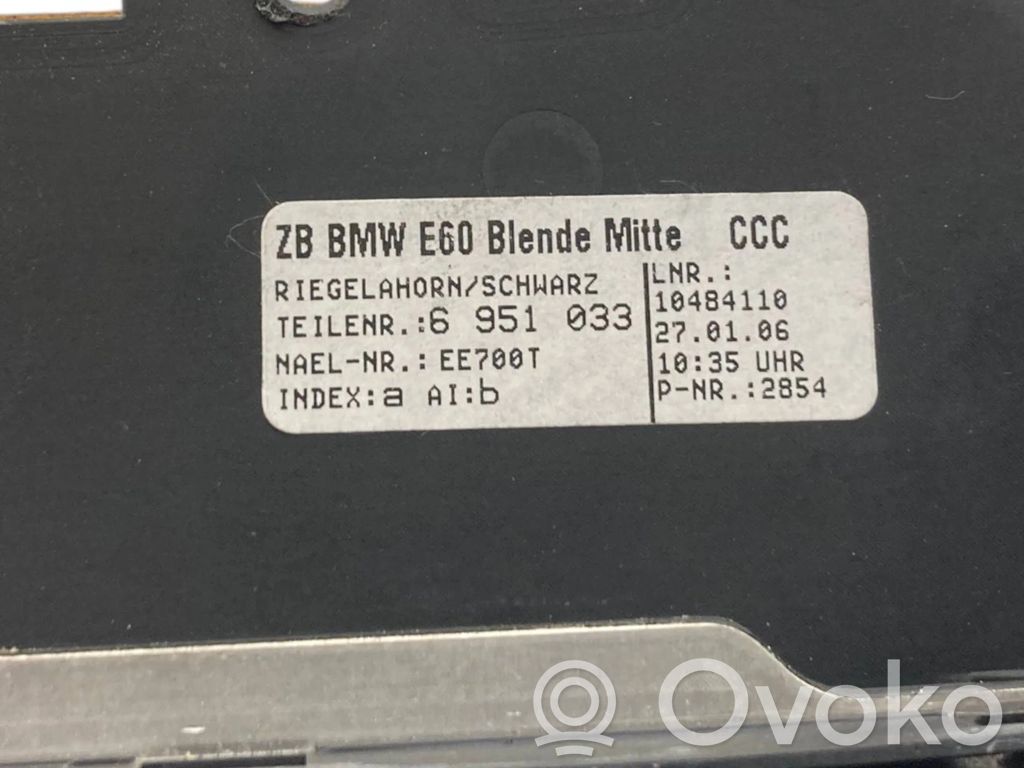 ZB BMW E60 Blende Mitte CCC
RIEGELAHORN/SCHWARZ
TEILENR.:6 951 033
NAEL-NR.:EE700T
INDEX:a AI:b
LNR.:
10484110
27.01.06
10:35 UHR
P-NR.:2854
Ovoko